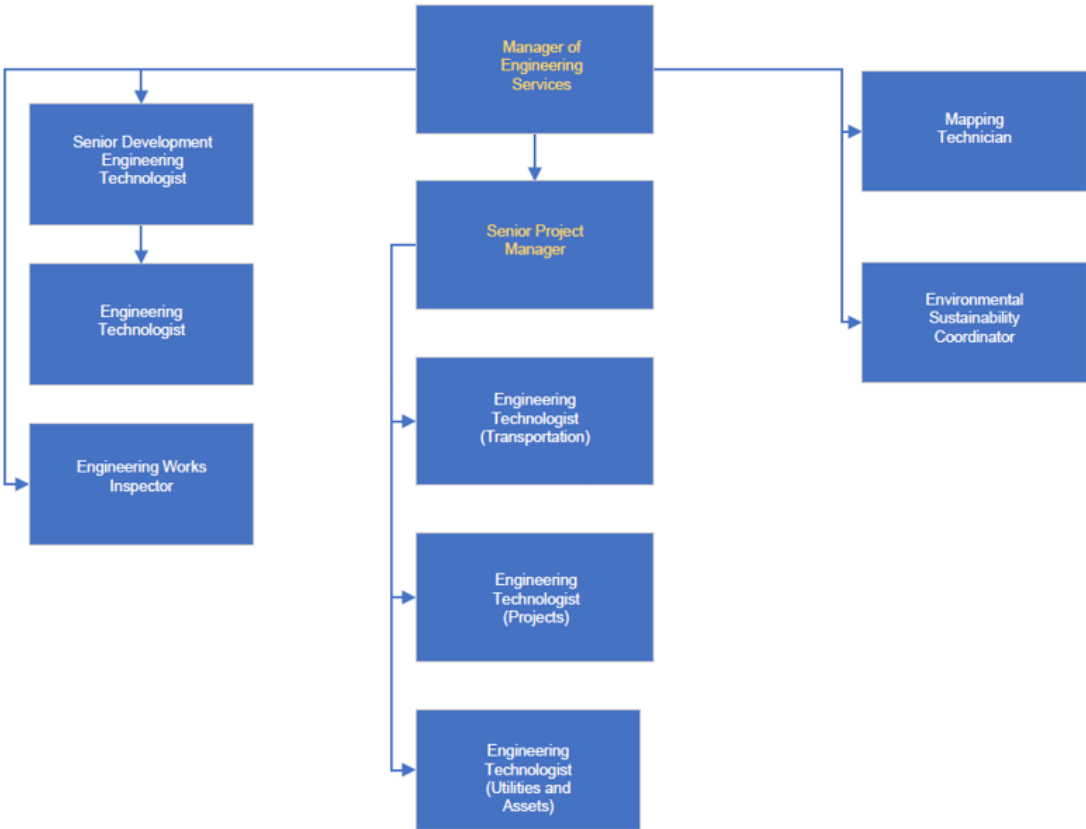 Manager of
Engineering
Services
Senior Development
Engineering
Technologist
Mapping
Technician
Senior Project
Manager
Engineering
Technologist
Environmental
Sustainability
Coordinator
Engineering
Technologist
(Transportation)
Engineering Works
Inspector
Engineering
Technologist
(Projects)
Engineering
Technologist
(Utilities and
Assets)